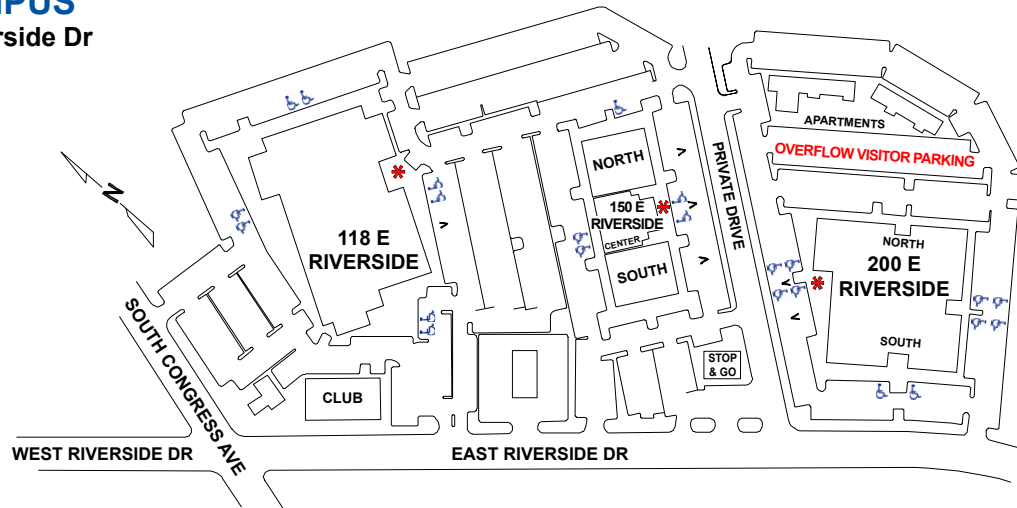 rside Dr
APARTMENTS
OVERFLOW VISITOR PARKING
NORTH
PRIVATE DRIVE
N
150 E
RIVERSIDE
CENTER
SOUTH
118 E
RIVERSIDE
NORTH
200 E
RIVERSIDE
SOUTH
SOUTH CONGRESS AVE
STOP
& GO
CLUB
WEST RIVERSIDE DR
EAST RIVERSIDE DR